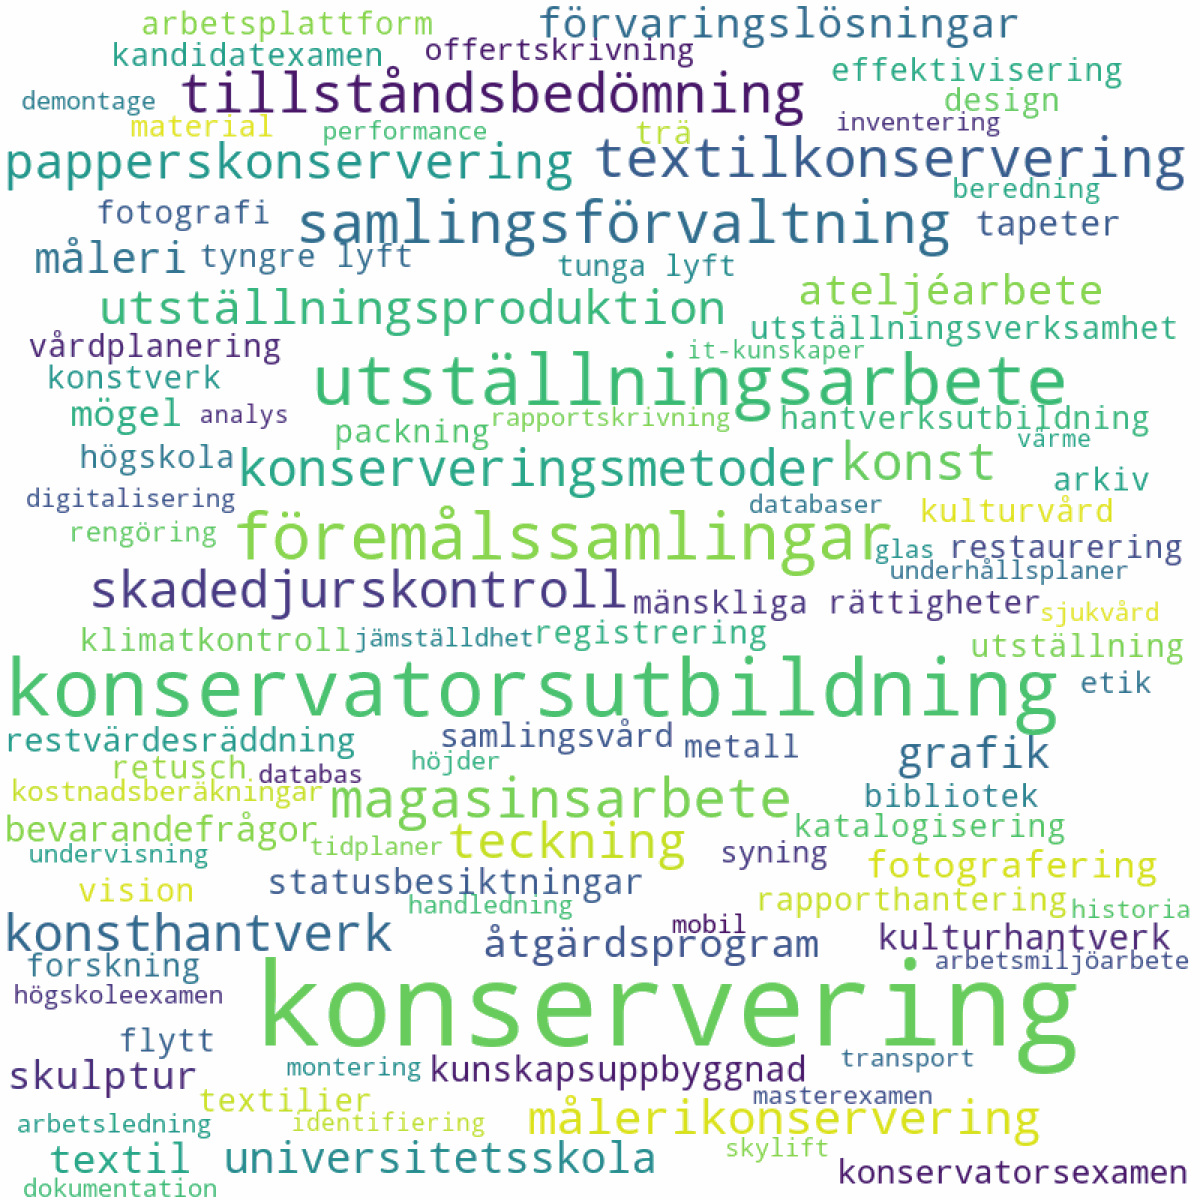 arbetsplattform
förvaringslösningar
kandidatexamen
offertskrivning
effektivisering
demontage
tillståndsbedömning
design
material
performance
trä
inventering
papperskonservering
textilkonservering
beredning
fotografi
samlingsförvaltning
tapeter
måleri
tyngre lyft
tunga lyft
utställningsproduktion
ateljéarbete
utställningsverksamhet
vårdplanering
it-kunskaper
konstverk
utställningsarbete
mögel
analys
rapportskrivning
hantverksutbildning
packning
värme
högskola
konserveringsmetoder
konst
arkiv
digitalisering
databaser
kulturvård
rengöring
föremålssamlingar
glas
restaurering
underhållsplaner
skadedjurskontroll
mänskliga rättigheter
sjukvård
klimatkontroll
jämställdhet
registrering
utställning
konservatorsutbildning
etik
restvärdesräddning
samlingsvård
metall
grafik
retusch
databas
höjder
kostnadsberäkningar
magasinsarbete
bibliotek
bevarandefrågor
tidplaner
teckning
katalogisering
undervisning
syning
fotografering
vision
statusbesiktningar
rapporthantering
handledning
historia
konsthantverk
mobil
åtgärdsprogram
kulturhantverk
forskning
arbetsmiljöarbete
högskoleexamen
konservering
flytt
skulptur
montering
kunskapsuppbyggnad
transport
masterexamen
textilier
arbetsledning
identifiering
målerikonservering
skylift
textil
universitetsskola
konservatorsexamen
dokumentation